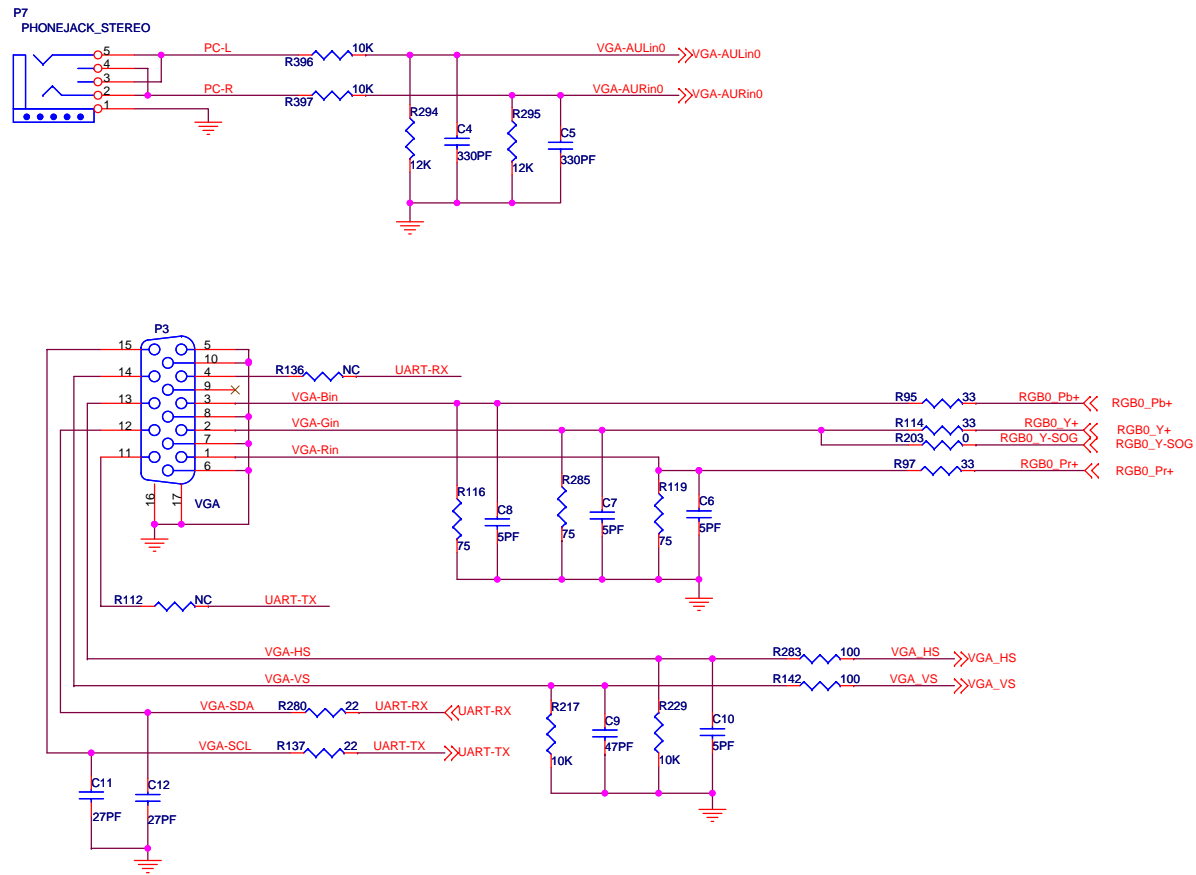 P7
PHONEJACK_STEREO
5
4
3
2
1
PC-L
R396
10K
VGA-AULin0
VGA-AULin0
PC-R
R397
10K
VGA-AURin0
VGA-AURin0
R294
12K
C4
330PF
R295
12K
C5
330PF
P3
15
14
13
12
11
5
10
4
9
3
8
2
7
1
6
16
17
VGA
R136
NC
UART-RX
VGA-Bin
R95
33
RGB0_Pb+
RGB0_Pb+
VGA-Gin
R114
33
RGB0_Y+
RGB0_Y+
R203
0
RGB0_Y-SOG
RGB0_Y-SOG
VGA-Rin
R97
33
RGB0_Pr+
RGB0_Pr+
R116
75
C8
5PF
R285
75
C7
5PF
R119
75
C6
5PF
R112
NC
UART-TX
VGA-HS
R283
100
VGA_HS
VGA_HS
VGA-VS
R142
100
VGA_VS
VGA_VS
VGA-SDA
R280
22
UART-RX
UART-RX
VGA-SCL
R137
22
UART-TX
UART-TX
R217
10K
C9
47PF
R229
10K
C10
5PF
C11
27PF
C12
27PF